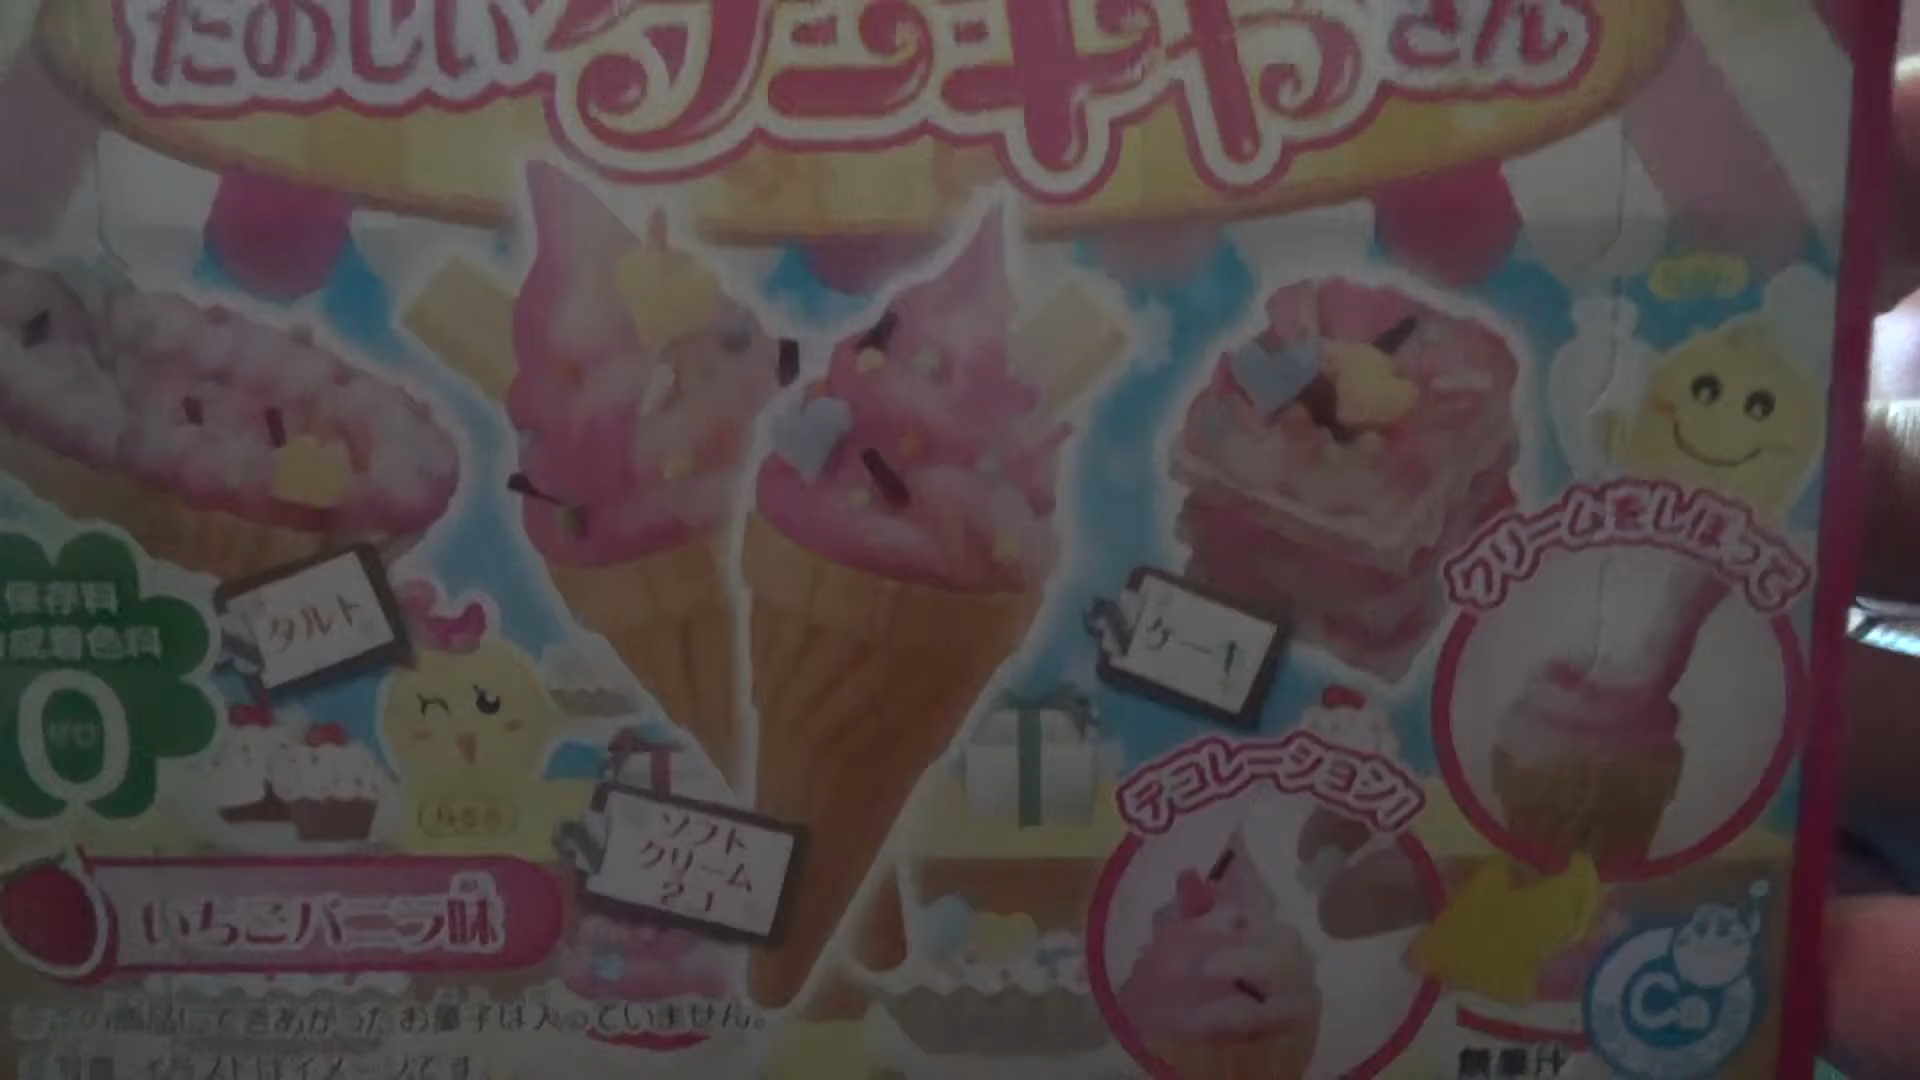 たのしいケーキやさん
クリームをしぼって
保存料
合成着色料
0
ゼロ
タルト
ケーキ
デコレーション!
ソフト
クリーム
2コ
いちごバニラ味
この商品にできあがったお菓子は入っていません。
写真、イラストはイメージです。
Ca
無果汁